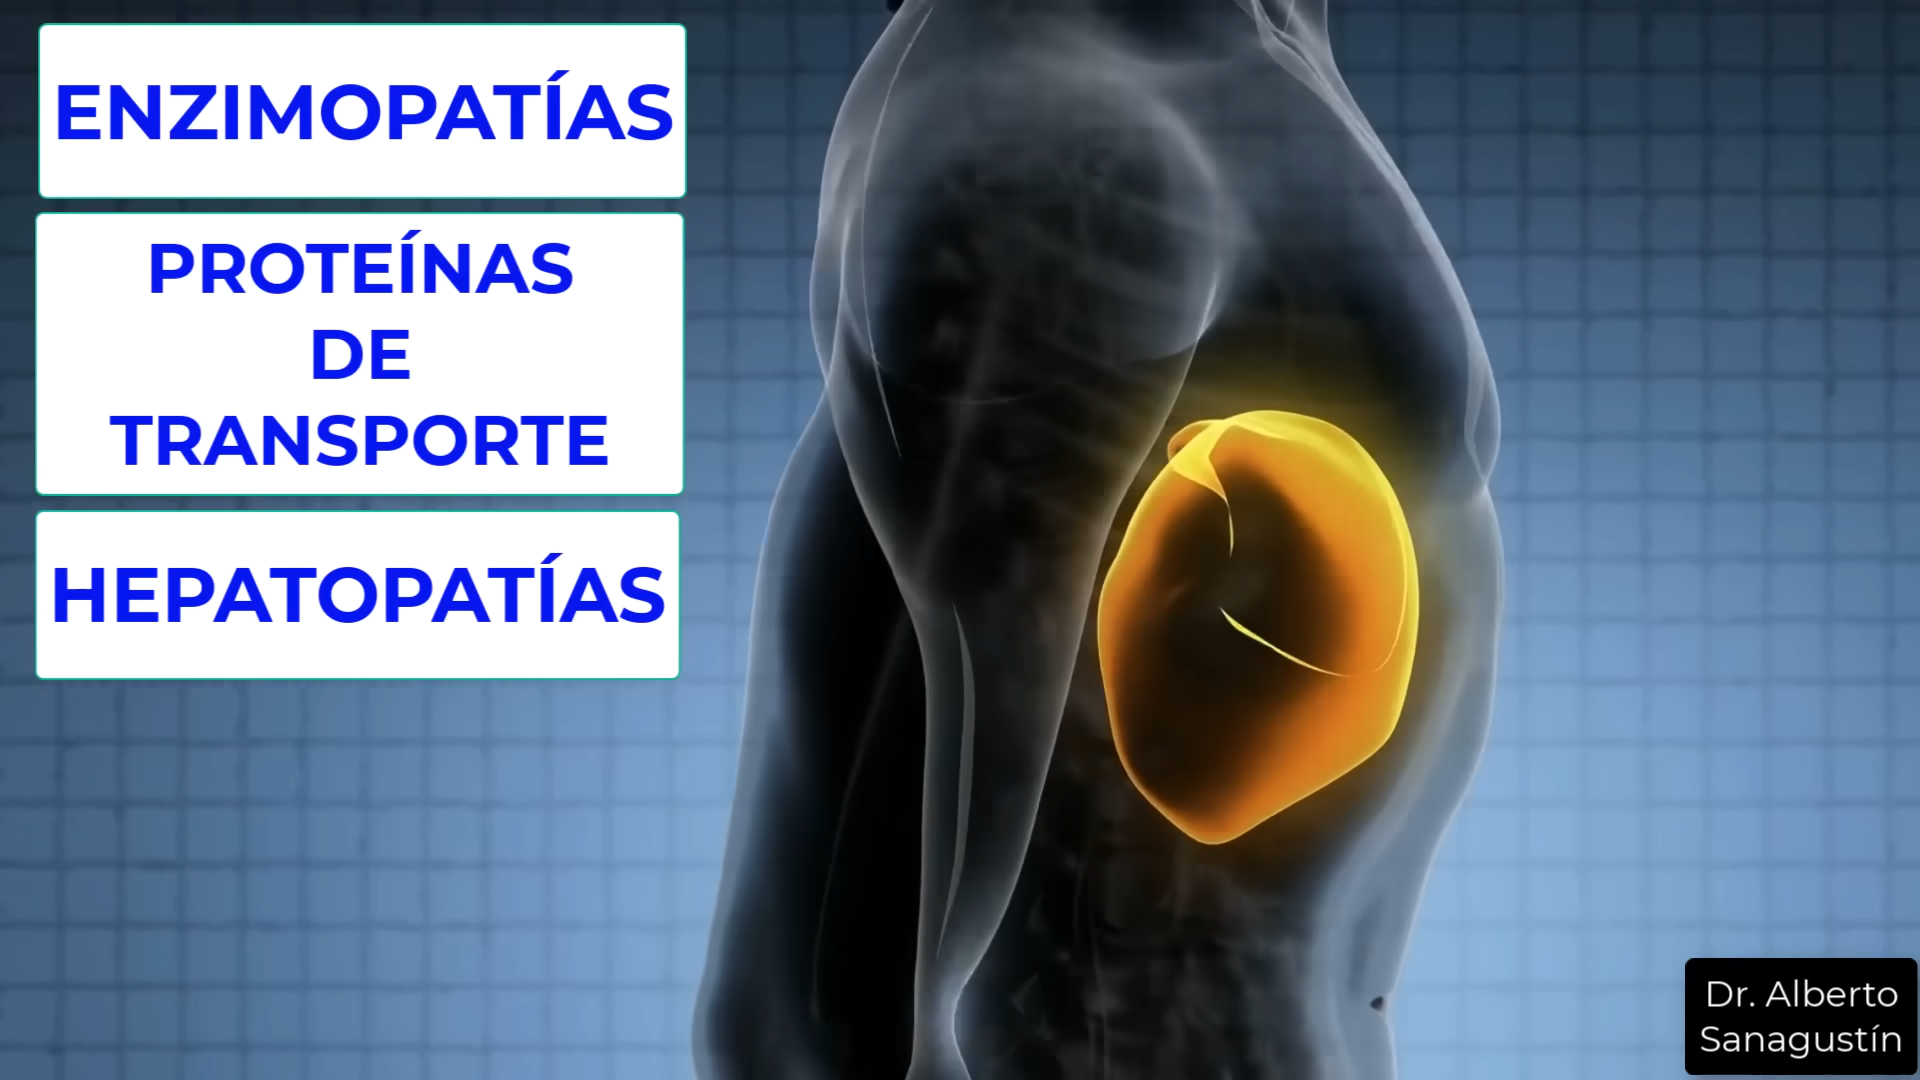 ENZIMOPATÍAS
PROTEÍNAS
DE
TRANSPORTE
HEPATOPATÍAS
Dr. Alberto
Sanagustín